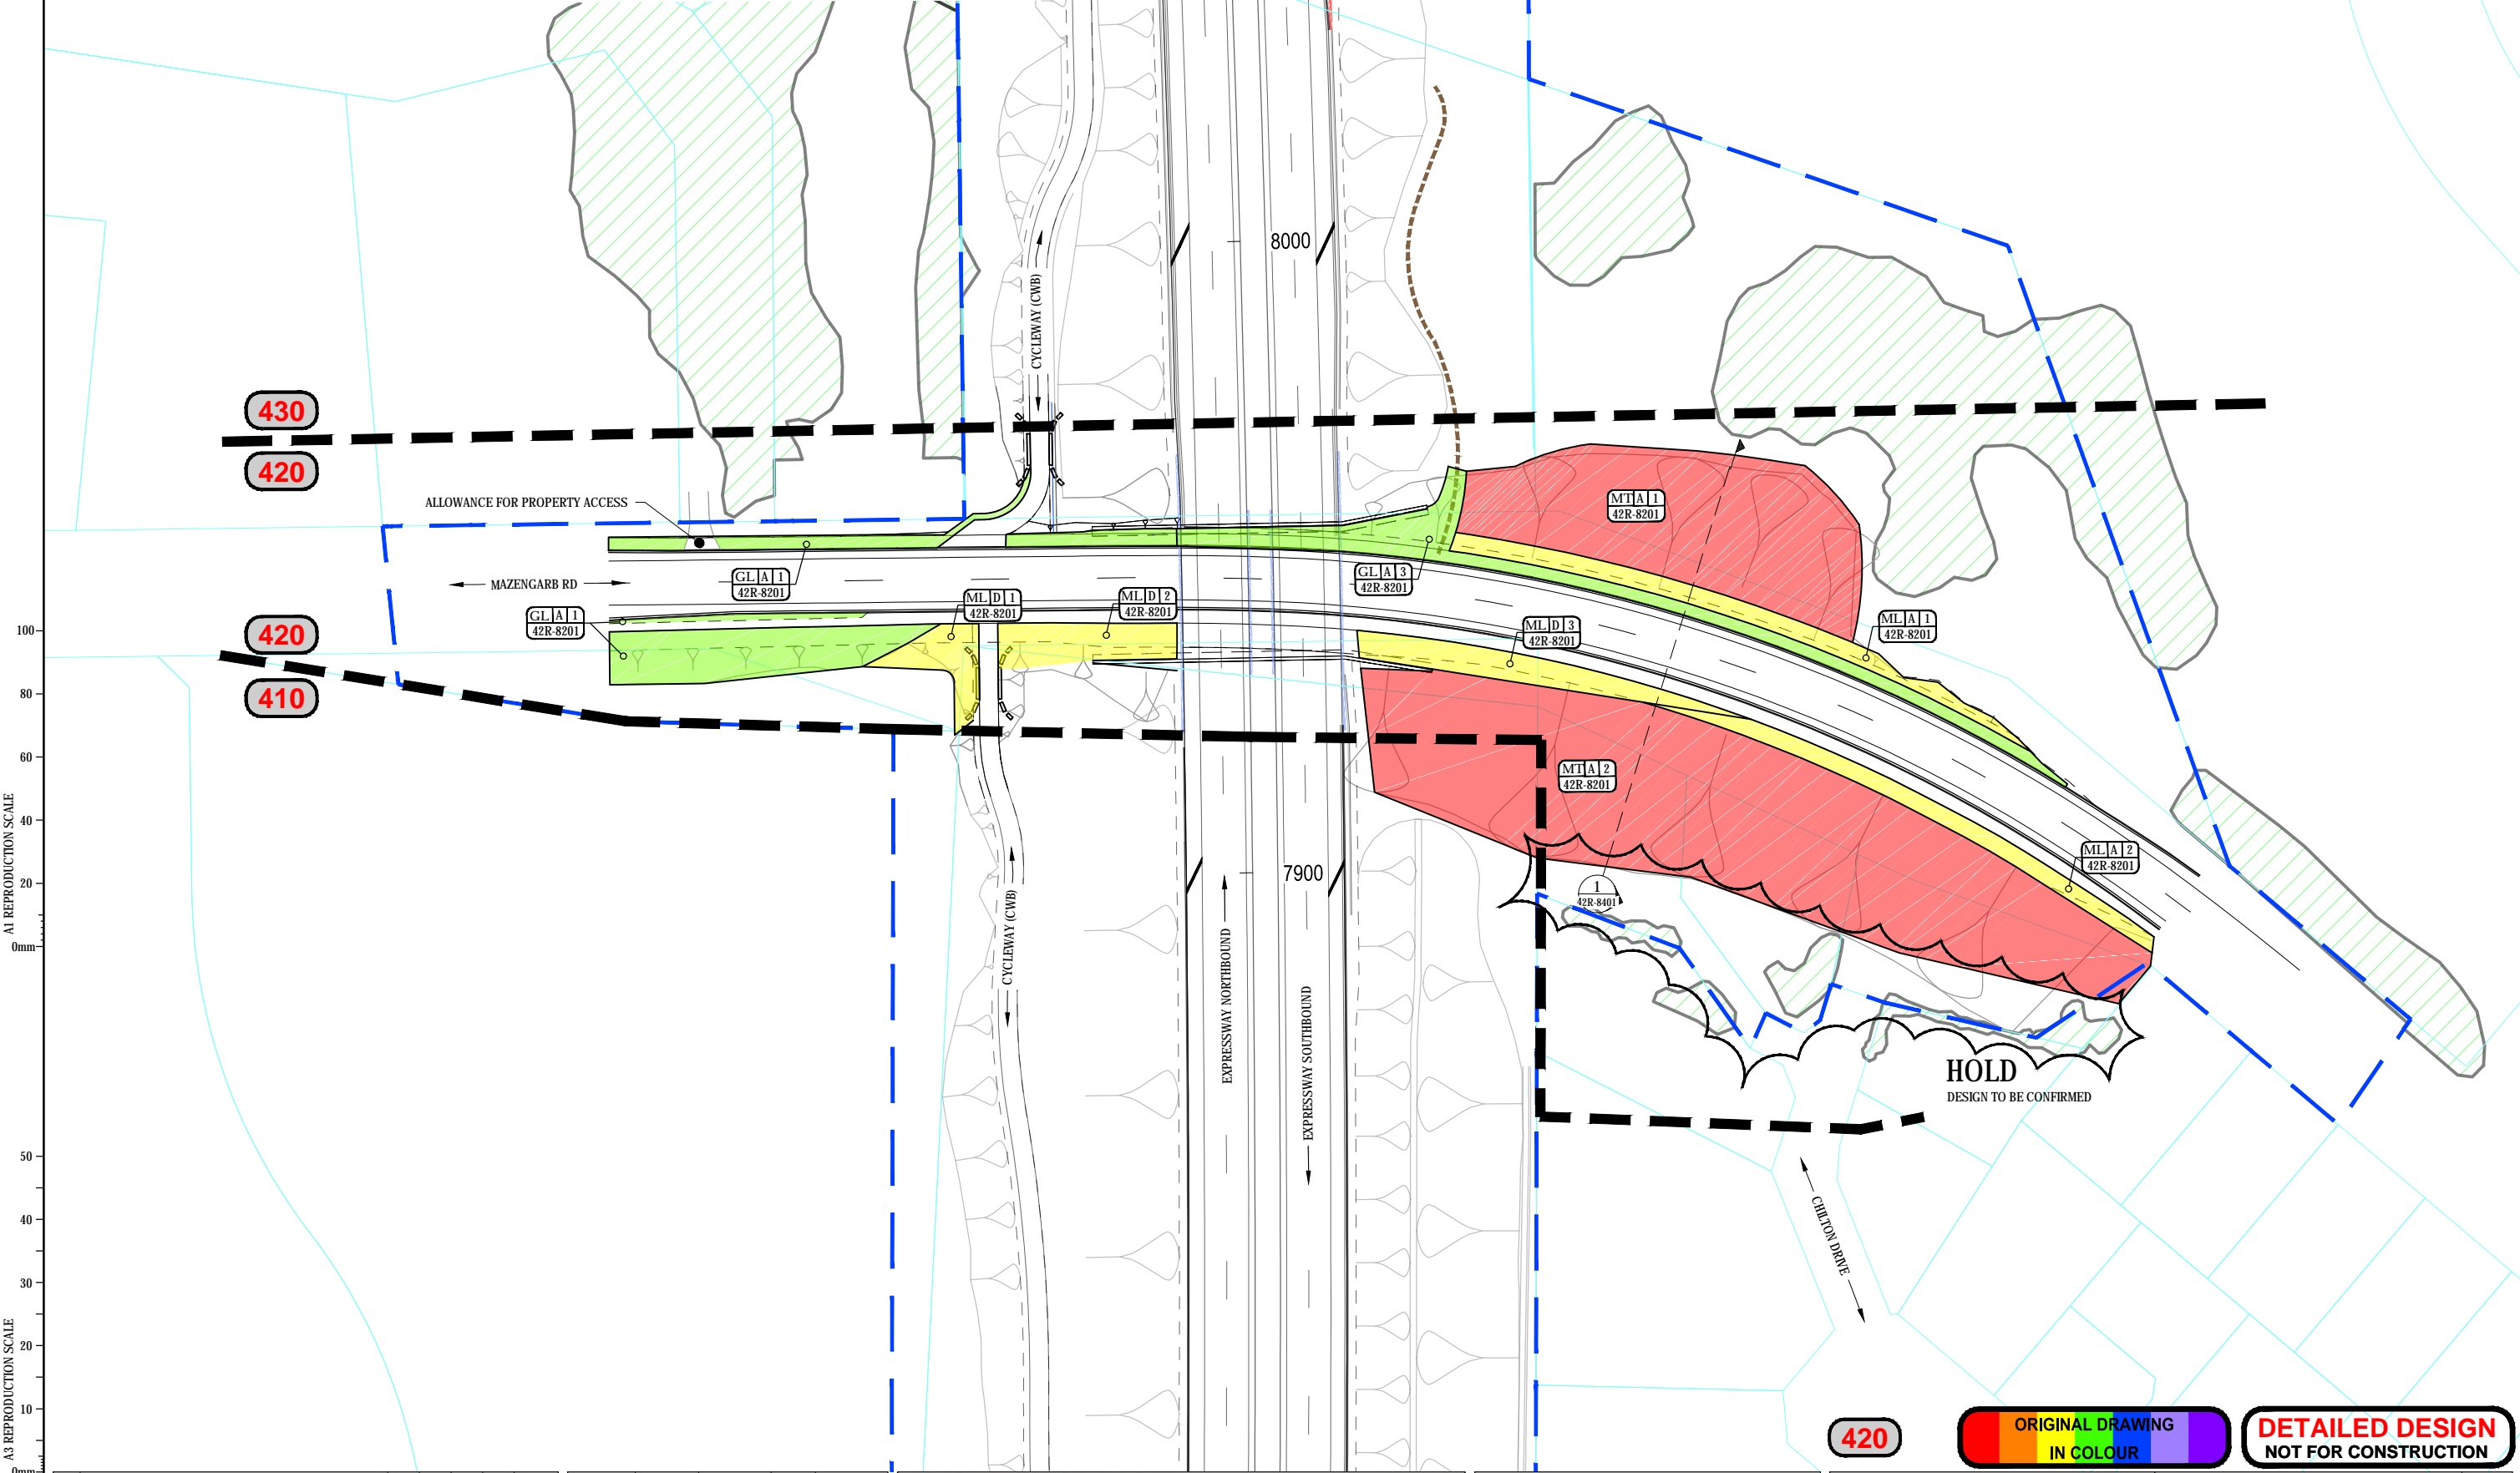 8000
CYCLEWAY (CWB)
430
420
ALLOWANCE FOR PROPERTY ACCESS
MT A 1
42R-8201
MAZENGARB RD
GL A 1
42R-8201
GL A 3
42R-8201
ML D 1
42R-8201
ML D 2
42R-8201
GL A 1
42R-8201
ML D 3
42R-8201
ML A 1
42R-8201
420
410
100
80
60
40
20
0mm
A1 REPRODUCTION SCALE
MT A 2
42R-8201
ML A 2
42R-8201
7900
1
42R-8401
CYCLEWAY (CWB)
EXPRESSWAY NORTHBOUND
EXPRESSWAY SOUTHBOUND
HOLD
DESIGN TO BE CONFIRMED
CHILTON DRIVE
50
40
30
20
10
0mm
A3 REPRODUCTION SCALE
420
ORIGINAL DRAWING
IN COLOUR
DETAILED DESIGN
NOT FOR CONSTRUCTION